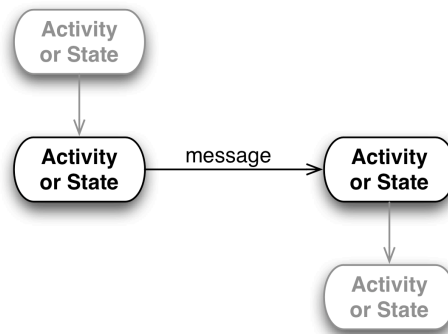 Activity
or State
Activity
or State
message
Activity
or State
Activity
or State